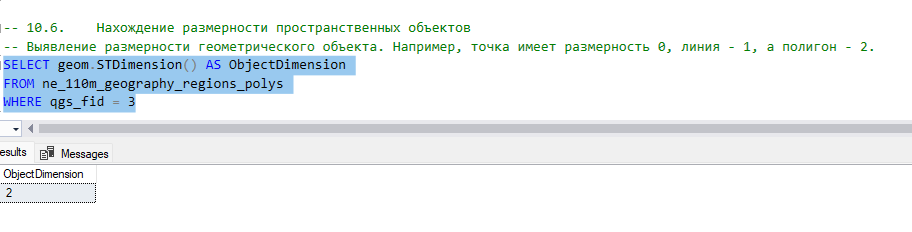 -- 10.6.    Нахождение размерности пространственных объектов
-- Выявление размерности геометрического объекта. Например, точка имеет размерность 0, линия - 1, а полигон - 2.
SELECT geom.STDimension() AS ObjectDimension
FROM ne_110m_geography_regions_polys
WHERE qgs_fid = 3
esults Messages
ObjectDimension
2